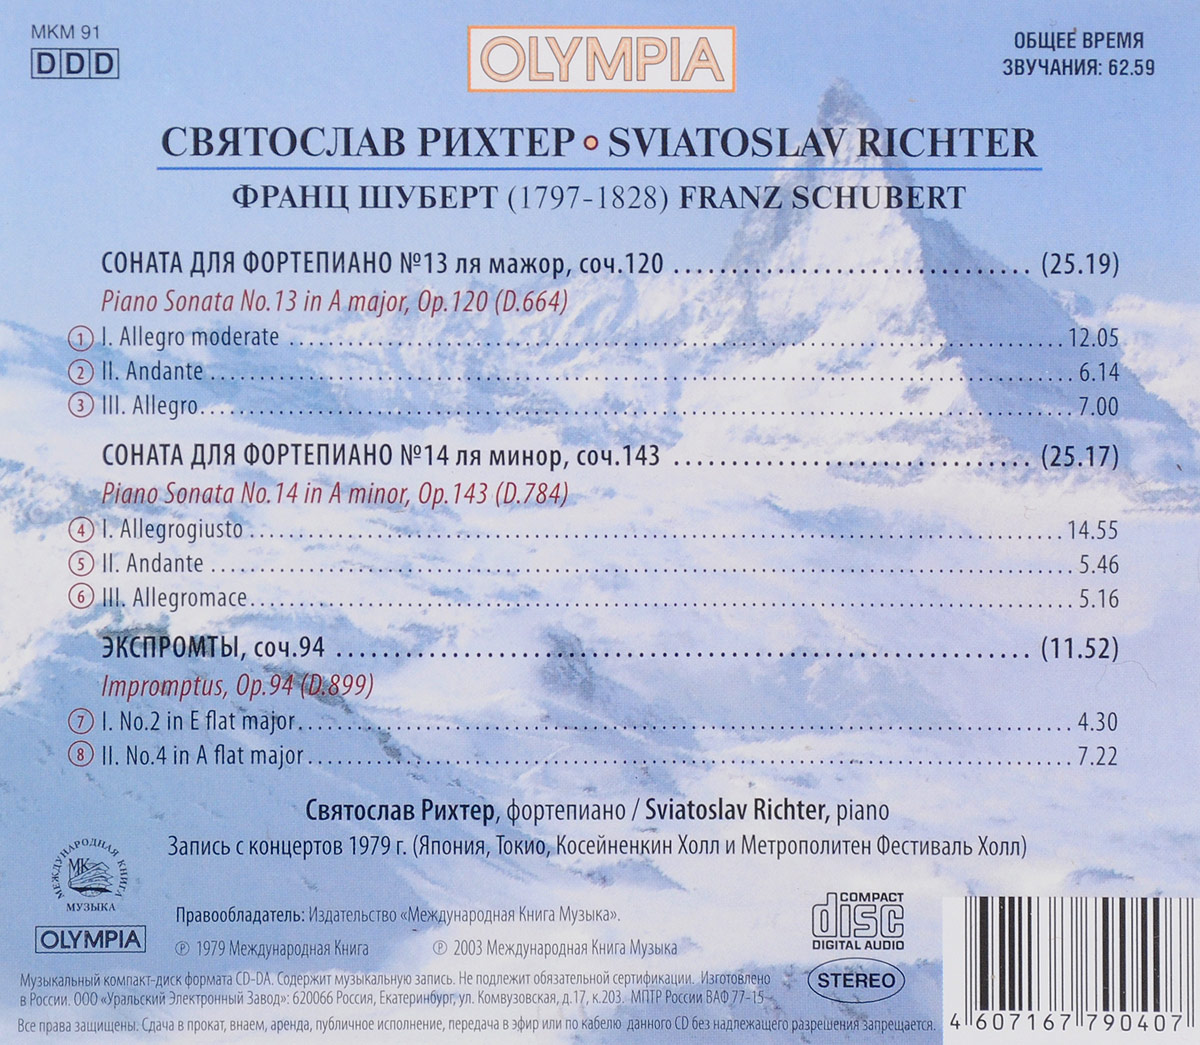 MKM 91
DDD
OLYMPIA
ОБЩЕЕ ВРЕМЯ
ЗВУЧАНИЯ: 62.59
СВЯТОСЛАВ РИХТЕР • SVIATOSLAV RICHTER
ФРАНЦ ШУБЕРТ (1797-1828) FRANZ SCHUBERT
СОНАТА ДЛЯ ФОРТЕПИАНО №13 ЛЯ МАЖОР, СОЧ.120 (25.19)
Piano Sonata No.13 in A major, Op.120 (D.664)
1 I. Allegro moderate 12.05
2 II. Andante 6.14
3 III. Allegro 7.00
СОНАТА ДЛЯ ФОРТЕПИАНО №14 ЛЯ МИНОР, СОЧ.143 (25.17)
Piano Sonata No.14 in A minor, Op.143 (D.784)
4 I. Allegrogiusto 14.55
5 II. Andante 5.46
6 III. Allegromace 5.16
ЭКСПРОМТЫ, СОЧ.94 (11.52)
Impromptus, Op.94 (D.899)
7 I. No.2 in E flat major 4.30
8 II. No.4 in A flat major 7.22
Святослав Рихтер, фортепиано / Sviatoslav Richter, piano
Запись с концертов 1979 г. (Япония, Токио, Косейненкин Холл и Метрополитен Фестиваль Холл)
МЕЖДУНАРОДНАЯ КНИГА
МК
МУЗЫКА
OLYMPIA
Правообладатель: Издательство «Международная Книга Музыка».
℗ 1979 Международная Книга ℗ 2003 Международная Книга Музыка
COMPACT
disc
DIGITAL AUDIO
STEREO
Музыкальный компакт-диск формата CD-DA. Содержит музыкальную запись. Не подлежит обязательной сертификации. Изготовлено
в России. ООО «Уральский Электронный Завод»: 620066 Россия, Екатеринбург, ул. Комвузовская, д.17, к.203. МПТР России ВАФ 77-15
Все права защищены. Сдача в прокат, внаем, аренда, публичное исполнение, передача в эфир или по кабелю данного CD без надлежащего разрешения запрещается.
4 607167 790407